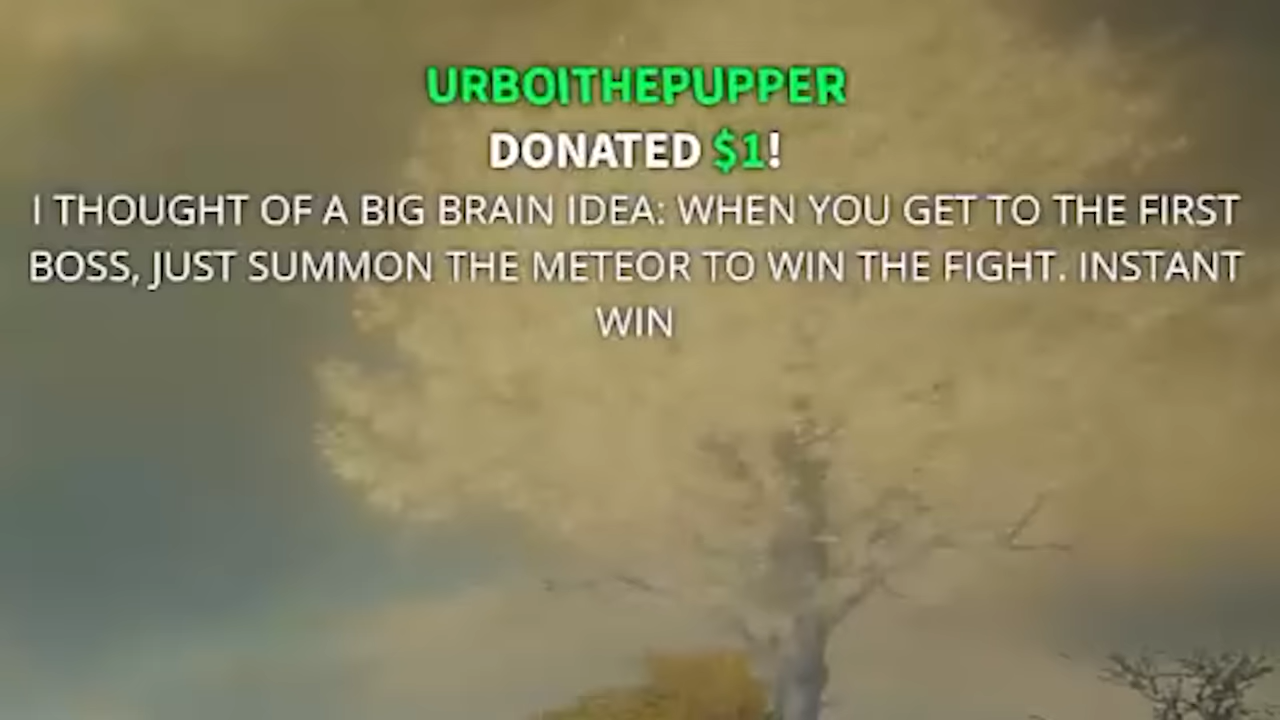 URBOITHEPUPPER
DONATED $1!
I THOUGHT OF A BIG BRAIN IDEA: WHEN YOU GET TO THE FIRST
BOSS, JUST SUMMON THE METEOR TO WIN THE FIGHT. INSTANT
WIN